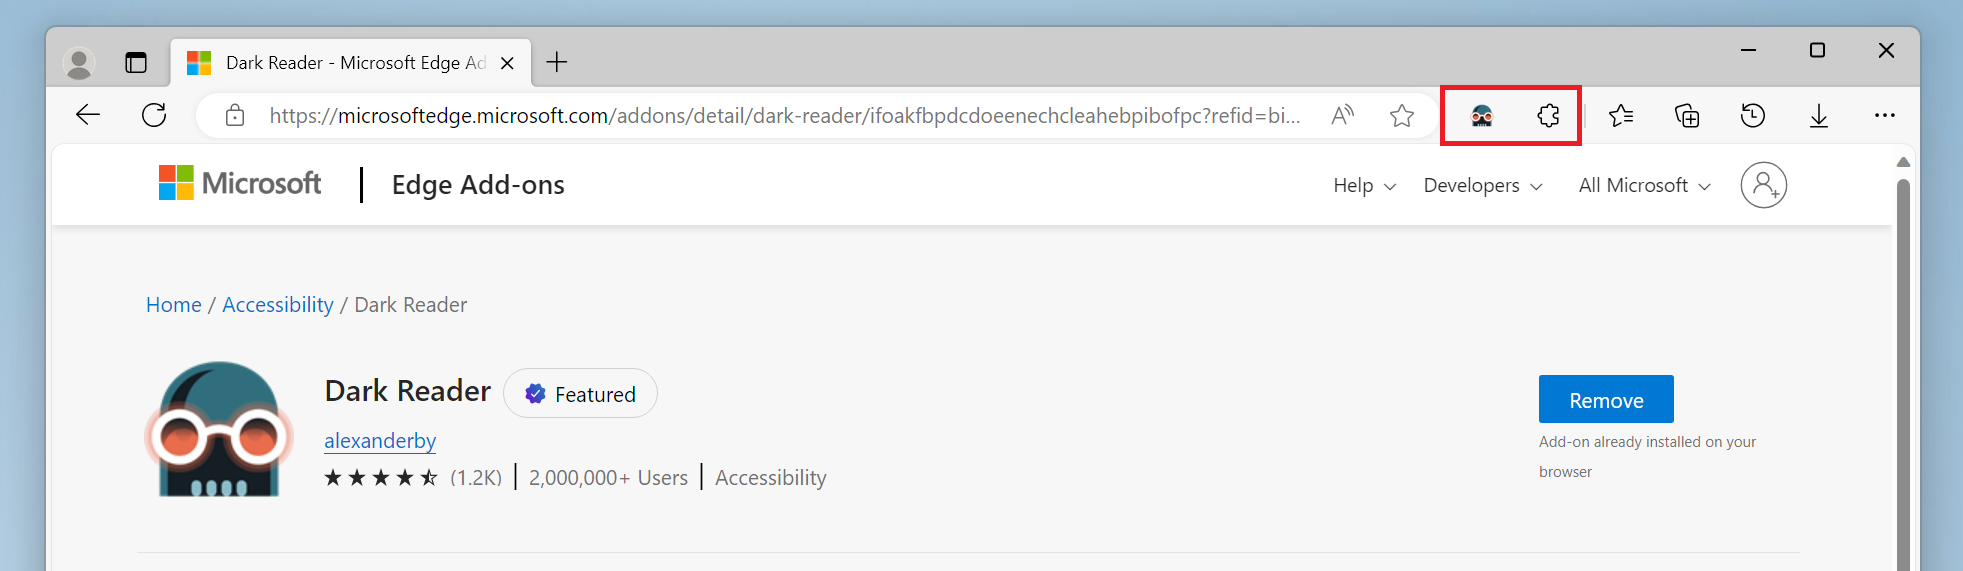 Dark Reader - Microsoft Edge Ad
https://microsoftedge.microsoft.com/addons/detail/dark-reader/ifoakfbpdcdoeenechcleahebpibofpc?refid=bi...
Microsoft | Edge Add-ons
Help Developers All Microsoft
Home / Accessibility / Dark Reader
Dark Reader Featured
Remove
alexanderby
Add-on already installed on your
browser
(1.2K) | 2,000,000+ Users | Accessibility